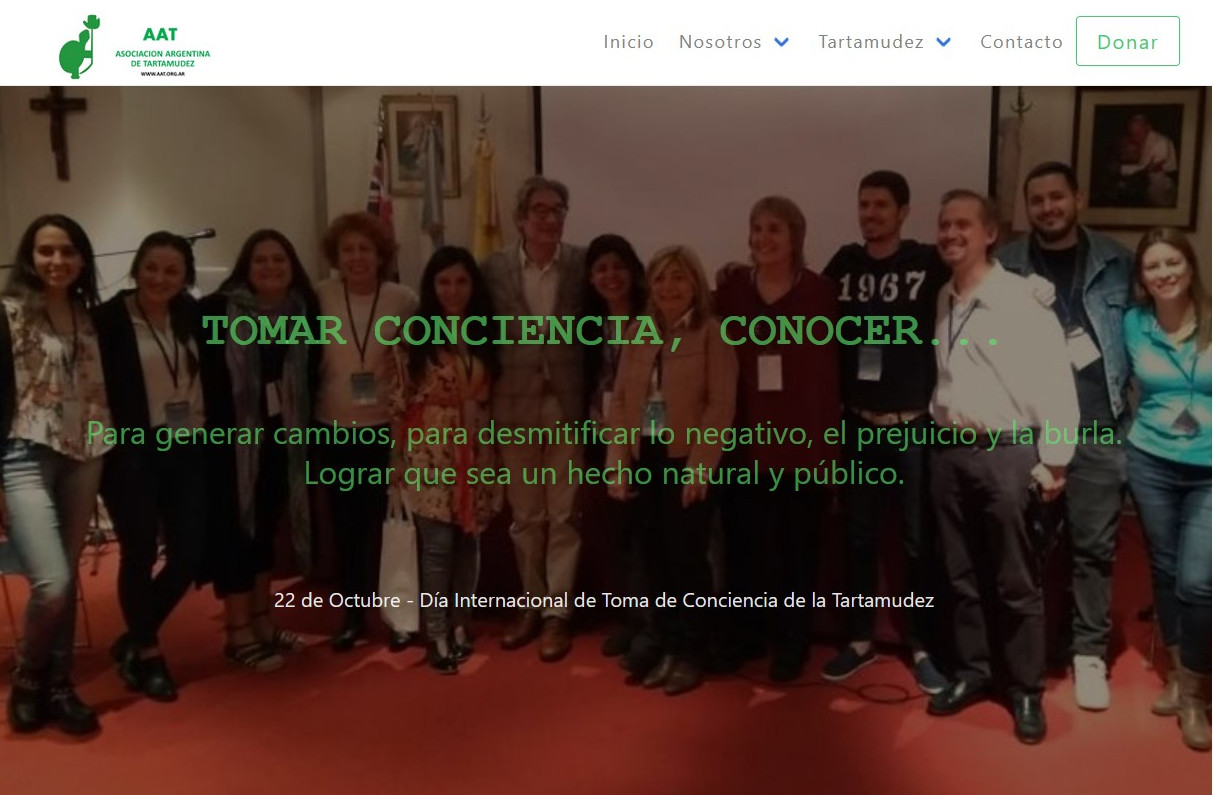 AAT
ASOCIACION ARGENTINA
DE TARTAMUDEZ
WWW.AAT.ORG.AR
Inicio
Nosotros
Tartamudez
Contacto
Donar
1967
TOMAR CONCIENCIA, CONOCER...
Para generar cambios, para desmitificar lo negativo, el prejuicio y la burla.
Lograr que sea un hecho natural y público.
22 de Octubre - Día Internacional de Toma de Conciencia de la Tartamudez